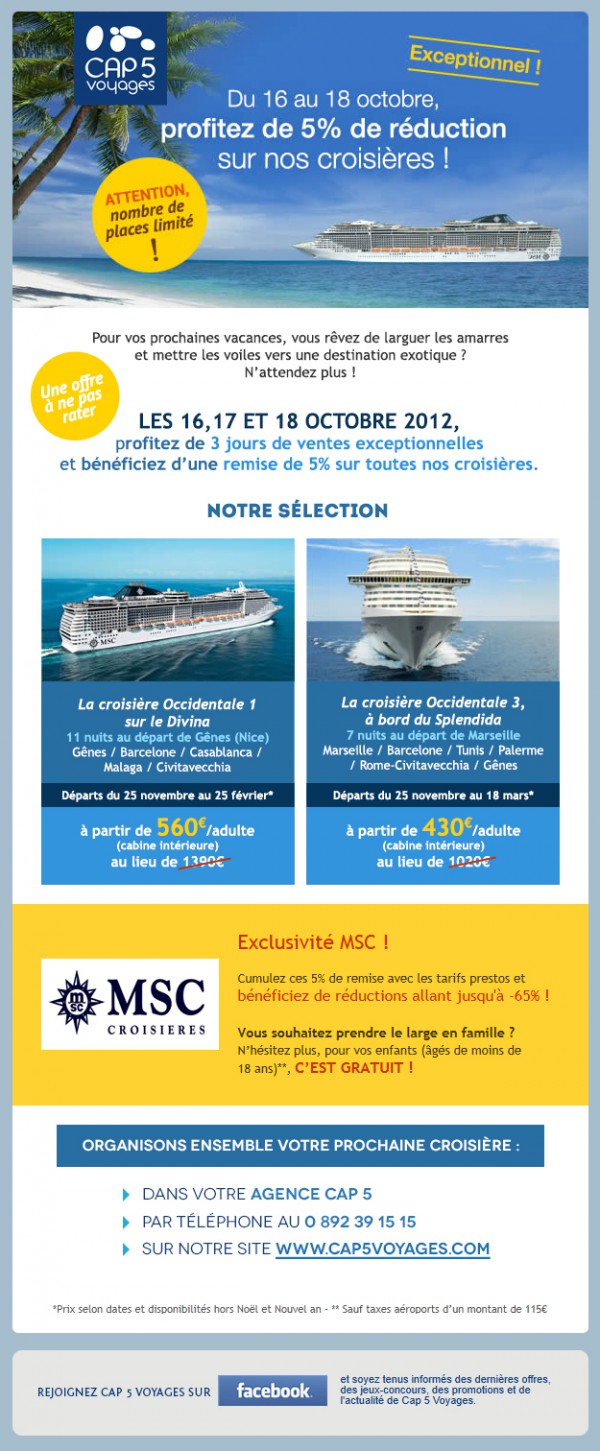 CAP 5
voyages
Exceptionnel !
Du 16 au 18 octobre,
profitez de 5% de réduction
sur nos croisières !
ATTENTION,
nombre de
places limité
!
Pour vos prochaines vacances, vous rêvez de larguer les amarres
et mettre les voiles vers une destination exotique ?
N'attendez plus !
Une offre
à ne pas
rater
LES 16,17 ET 18 OCTOBRE 2012,
profitez de 3 jours de ventes exceptionnelles
et bénéficiez d'une remise de 5% sur toutes nos croisières.
NOTRE SÉLECTION
MSC
La croisière Occidentale 1
sur le Divina
11 nuits au départ de Gênes (Nice)
Gênes / Barcelone / Casablanca /
Malaga / Civitavecchia
Départs du 25 novembre au 25 février*
à partir de 560€/adulte
(cabine intérieure)
au lieu de 1390€
La croisière Occidentale 3,
à bord du Splendida
7 nuits au départ de Marseille
Marseille / Barcelone / Tunis / Palerme
/ Rome-Civitavecchia / Gênes
Départs du 25 novembre au 18 mars*
à partir de 430€/adulte
(cabine intérieure)
au lieu de 1020€
Exclusivité MSC !
m
sc
MSC
CROISIERES
Cumulez ces 5% de remise avec les tarifs prestos et
bénéficiez de réductions allant jusqu'à -65% !
Vous souhaitez prendre le large en famille ?
N'hésitez plus, pour vos enfants (âgés de moins de
18 ans)**, C'EST GRATUIT !
ORGANISONS ENSEMBLE VOTRE PROCHAINE CROISIÈRE :
DANS VOTRE AGENCE CAP 5
PAR TÉLÉPHONE AU 0 892 39 15 15
SUR NOTRE SITE WWW.CAP5VOYAGES.COM
*Prix selon dates et disponibilités hors Noël et Nouvel an - ** Sauf taxes aéroports d'un montant de 115€
REJOIGNEZ CAP 5 VOYAGES SUR
facebook.
et soyez tenus informés des dernières offres,
des jeux-concours, des promotions et de
l'actualité de Cap 5 Voyages.